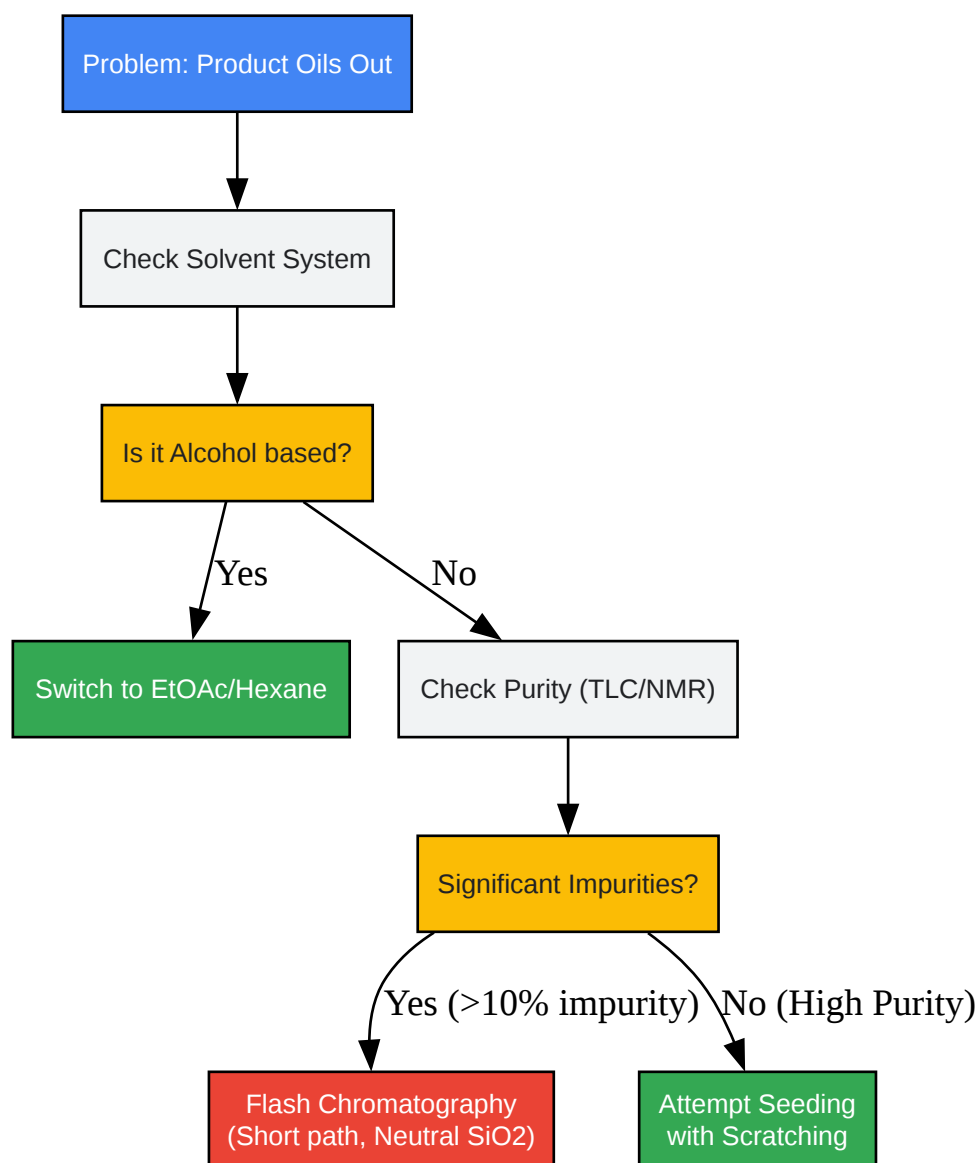 Problem: Product Oils Out
Check Solvent System
Is it Alcohol based?
Yes
No
Switch to EtOAc/Hexane
Check Purity (TLC/NMR)
Significant Impurities?
Yes (>10% impurity)
No (High Purity)
Flash Chromatography
(Short path, Neutral SiO2)
Attempt Seeding
with Scratching